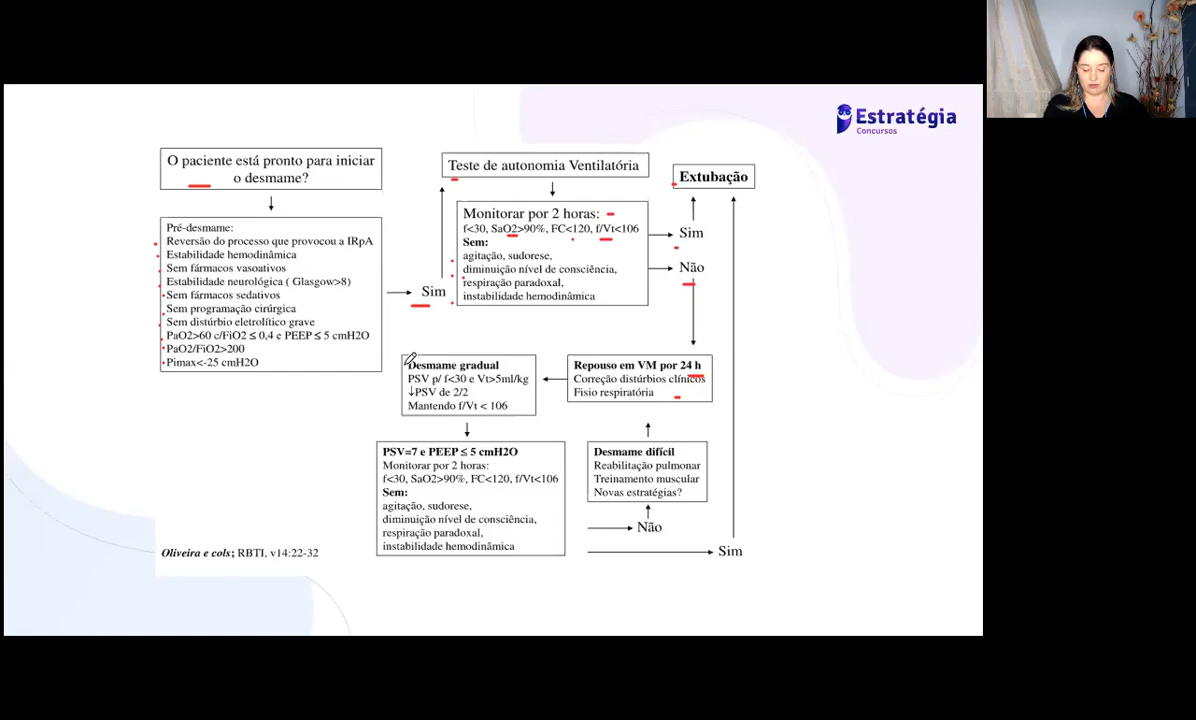 Estratégia
Concursos
O paciente está pronto para iniciar
o desmame?
Pré-desmame:
Reversão do processo que provocou a IRpA
Estabilidade hemodinâmica
Sem fármacos vasoativos
Estabilidade neurológica ( Glasgow>8)
Sem fármacos sedativos
Sem programação cirúrgica
Sem distúrbio eletrolítico grave
PaO2>60 c/FiO2 ≤ 0,4 e PEEP ≤ 5 cmH2O
PaO2/FiO2>200
Pimax<-25 cmH2O
Sim
Teste de autonomia Ventilatória
Monitorar por 2 horas:
f<30, SaO2>90%, FC<120, f/Vt<106
Sem:
agitação, sudorese,
diminuição nível de consciência,
respiração paradoxal,
instabilidade hemodinâmica
Extubação
Sim
Não
Repouso em VM por 24 h
Correção distúrbios clínicos
Fisio respiratória
Desmame gradual
PSV p/ f<30 e Vt>5ml/kg
↓PSV de 2/2
Mantendo f/Vt < 106
PSV=7 e PEEP ≤ 5 cmH2O
Monitorar por 2 horas:
f<30, SaO2>90%, FC<120, f/Vt<106
Sem:
agitação, sudorese,
diminuição nível de consciência,
respiração paradoxal,
instabilidade hemodinâmica
Desmame difícil
Reabilitação pulmonar
Treinamento muscular
Novas estratégias?
Não
Sim
Oliveira e cols; RBTI, v14:22-32